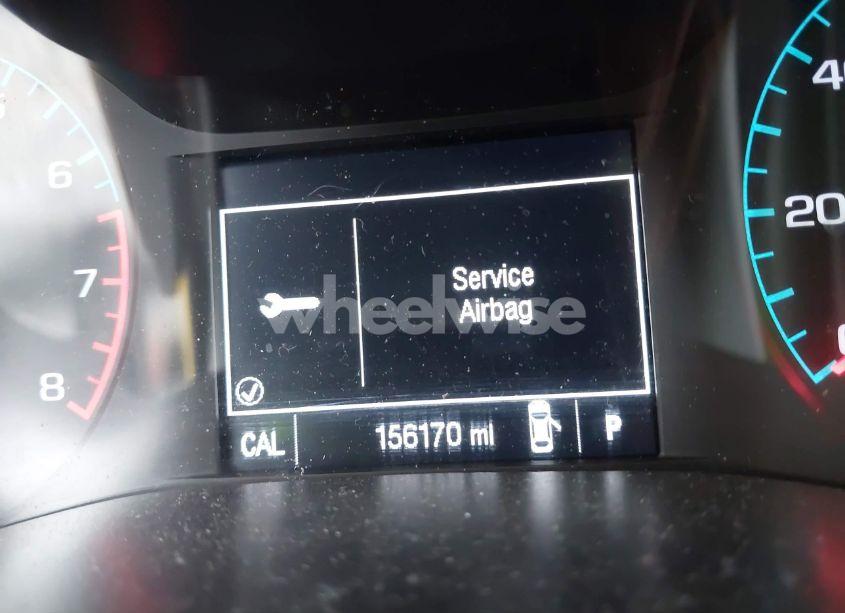 6
7
8
40
20
Service
Airbag
wheelwise
CAL
156170 mi
P